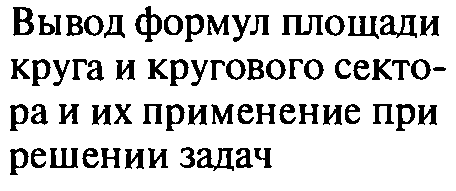 Вывод формул площади
круга и кругового секто-
ра и их применение при
решении задач